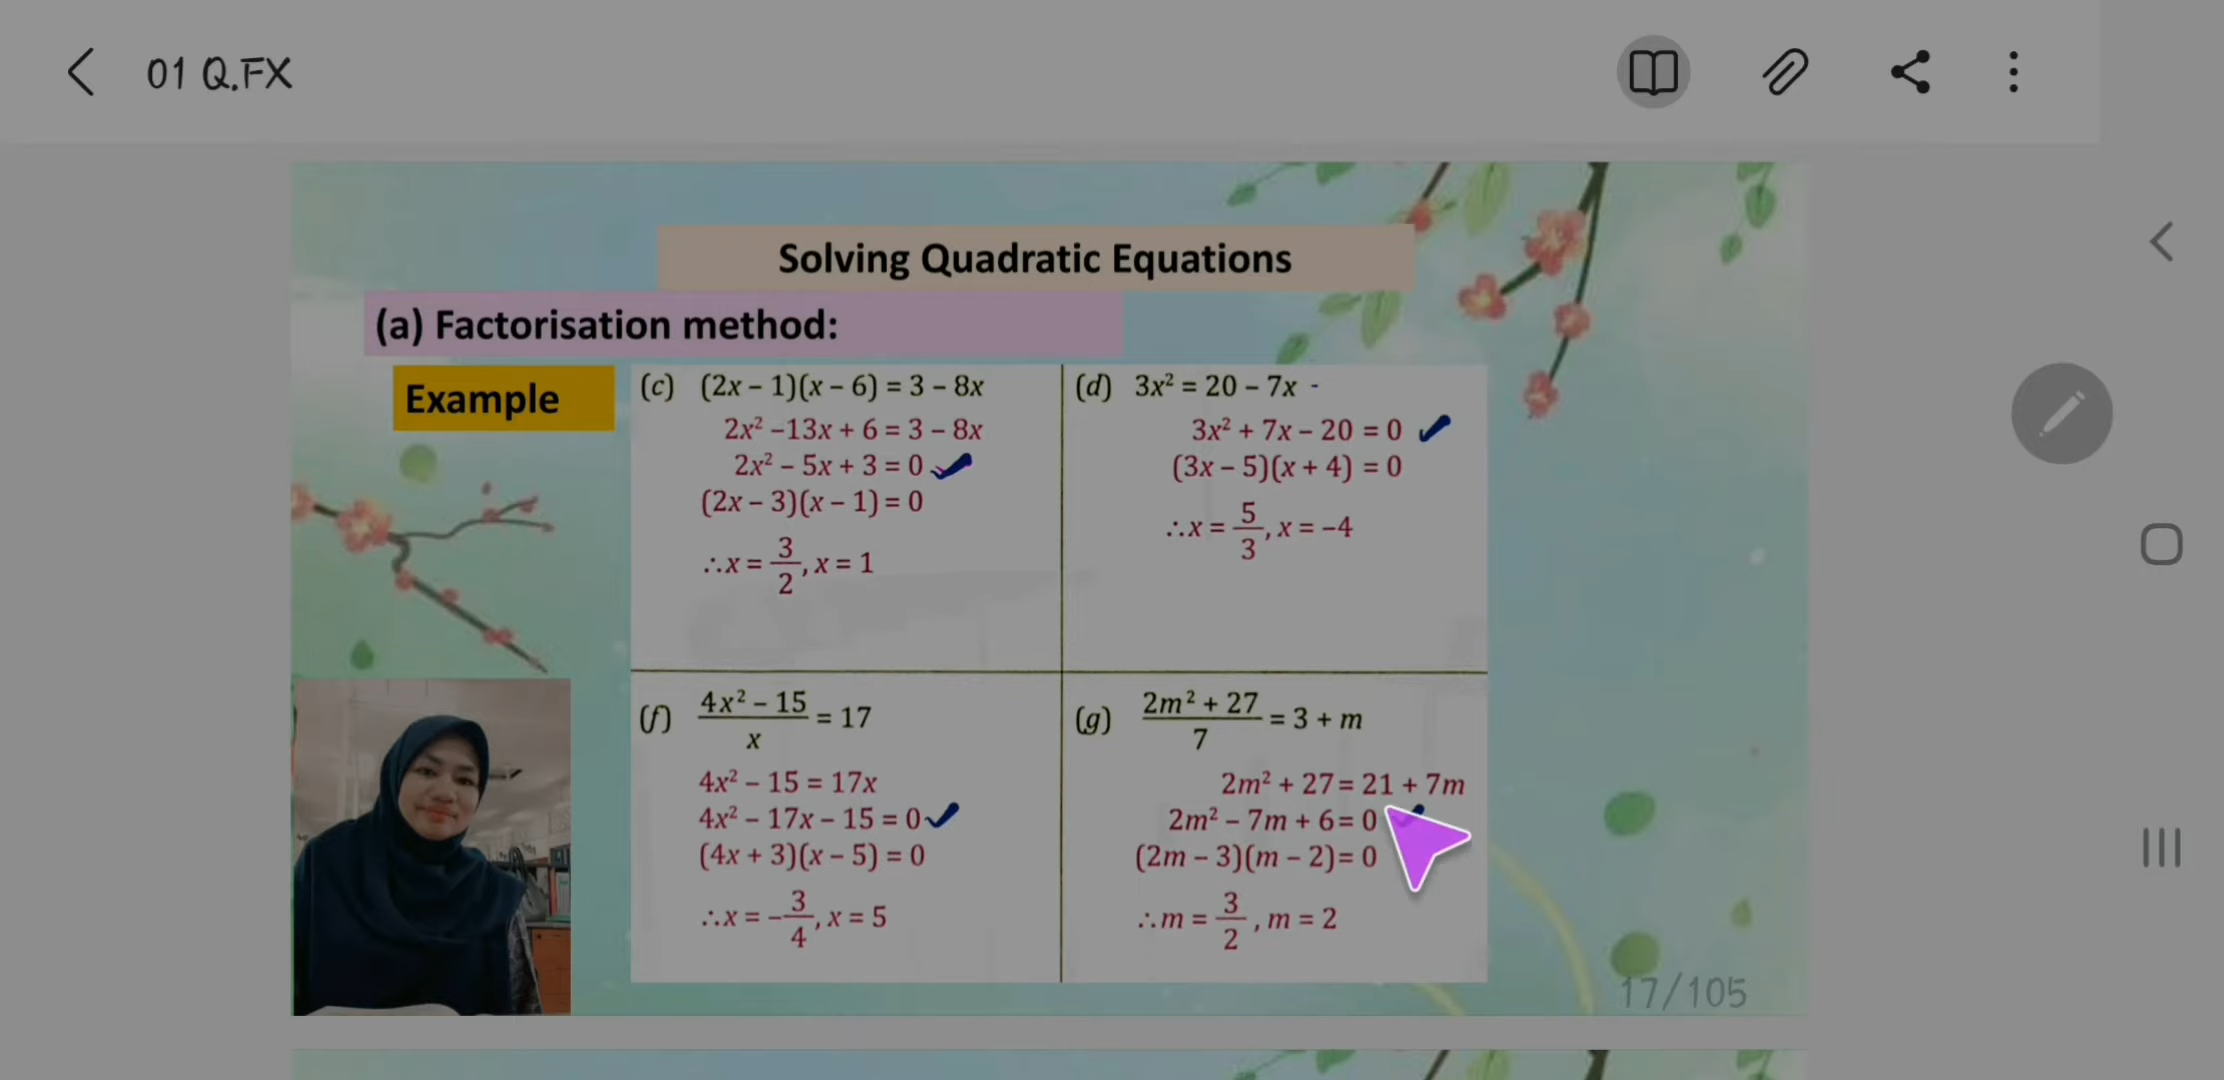 01 Q.FX
Solving Quadratic Equations
(a) Factorisation method:
Example
(c) (2x – 1)(x – 6) = 3 – 8x
2x² –13x + 6 = 3 – 8x
2x² – 5x + 3 = 0
(2x – 3)(x – 1) = 0
∴x = 3/2, x = 1
(d) 3x² = 20 – 7x
3x² + 7x – 20 = 0
(3x – 5)(x + 4) = 0
∴x = 5/3, x = –4
(f) (4x² – 15)/x = 17
4x² – 15 = 17x
4x² – 17x – 15 = 0
(4x + 3)(x – 5) = 0
∴x = –3/4, x = 5
(g) (2m² + 27)/7 = 3 + m
2m² + 27 = 21 + 7m
2m² – 7m + 6 = 0
(2m – 3)(m – 2) = 0
∴m = 3/2, m = 2
17/105